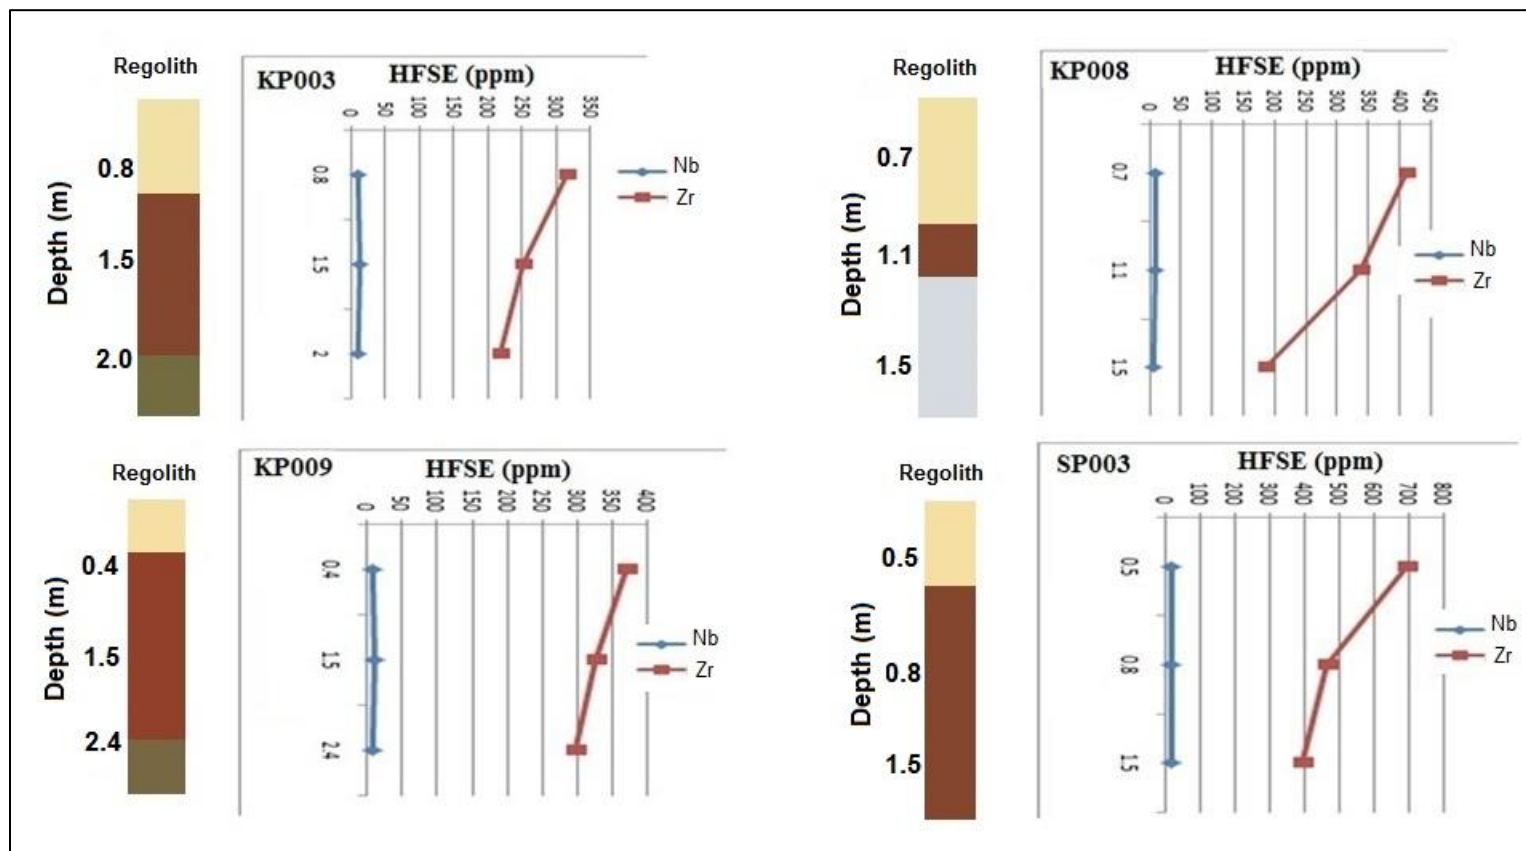 Regolith
KP003 HFSE (ppm)
0 50 100 150 200 250 300 350
Depth (m)
0.8
1.5
2.0
0.8
1.5
2
Nb
Zr
Regolith
KP008 HFSE (ppm)
0 50 100 150 200 250 300 350 400 450
Depth (m)
0.7
1.1
1.5
0.7
1.1
1.5
Nb
Zr
Regolith
KP009 HFSE (ppm)
0 50 100 150 200 250 300 350 400
Depth (m)
0.4
1.5
2.4
0.4
1.5
2.4
Nb
Zr
Regolith
SP003 HFSE (ppm)
0 100 200 300 400 500 600 700 800
Depth (m)
0.5
0.8
1.5
0.5
0.8
1.5
Nb
Zr